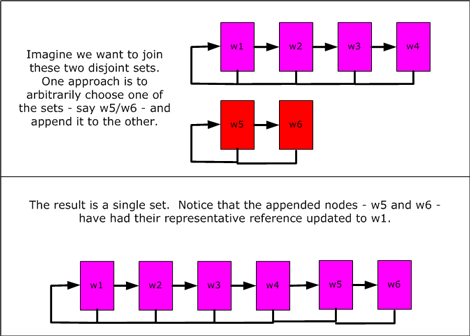 Imagine we want to join
these two disjoint sets.
One approach is to
arbitrarily choose one of
the sets - say w5/w6 - and
append it to the other.
w1 w2 w3 w4
w5 w6
The result is a single set. Notice that the appended nodes - w5 and w6 -
have had their representative reference updated to w1.
w1 w2 w3 w4 w5 w6